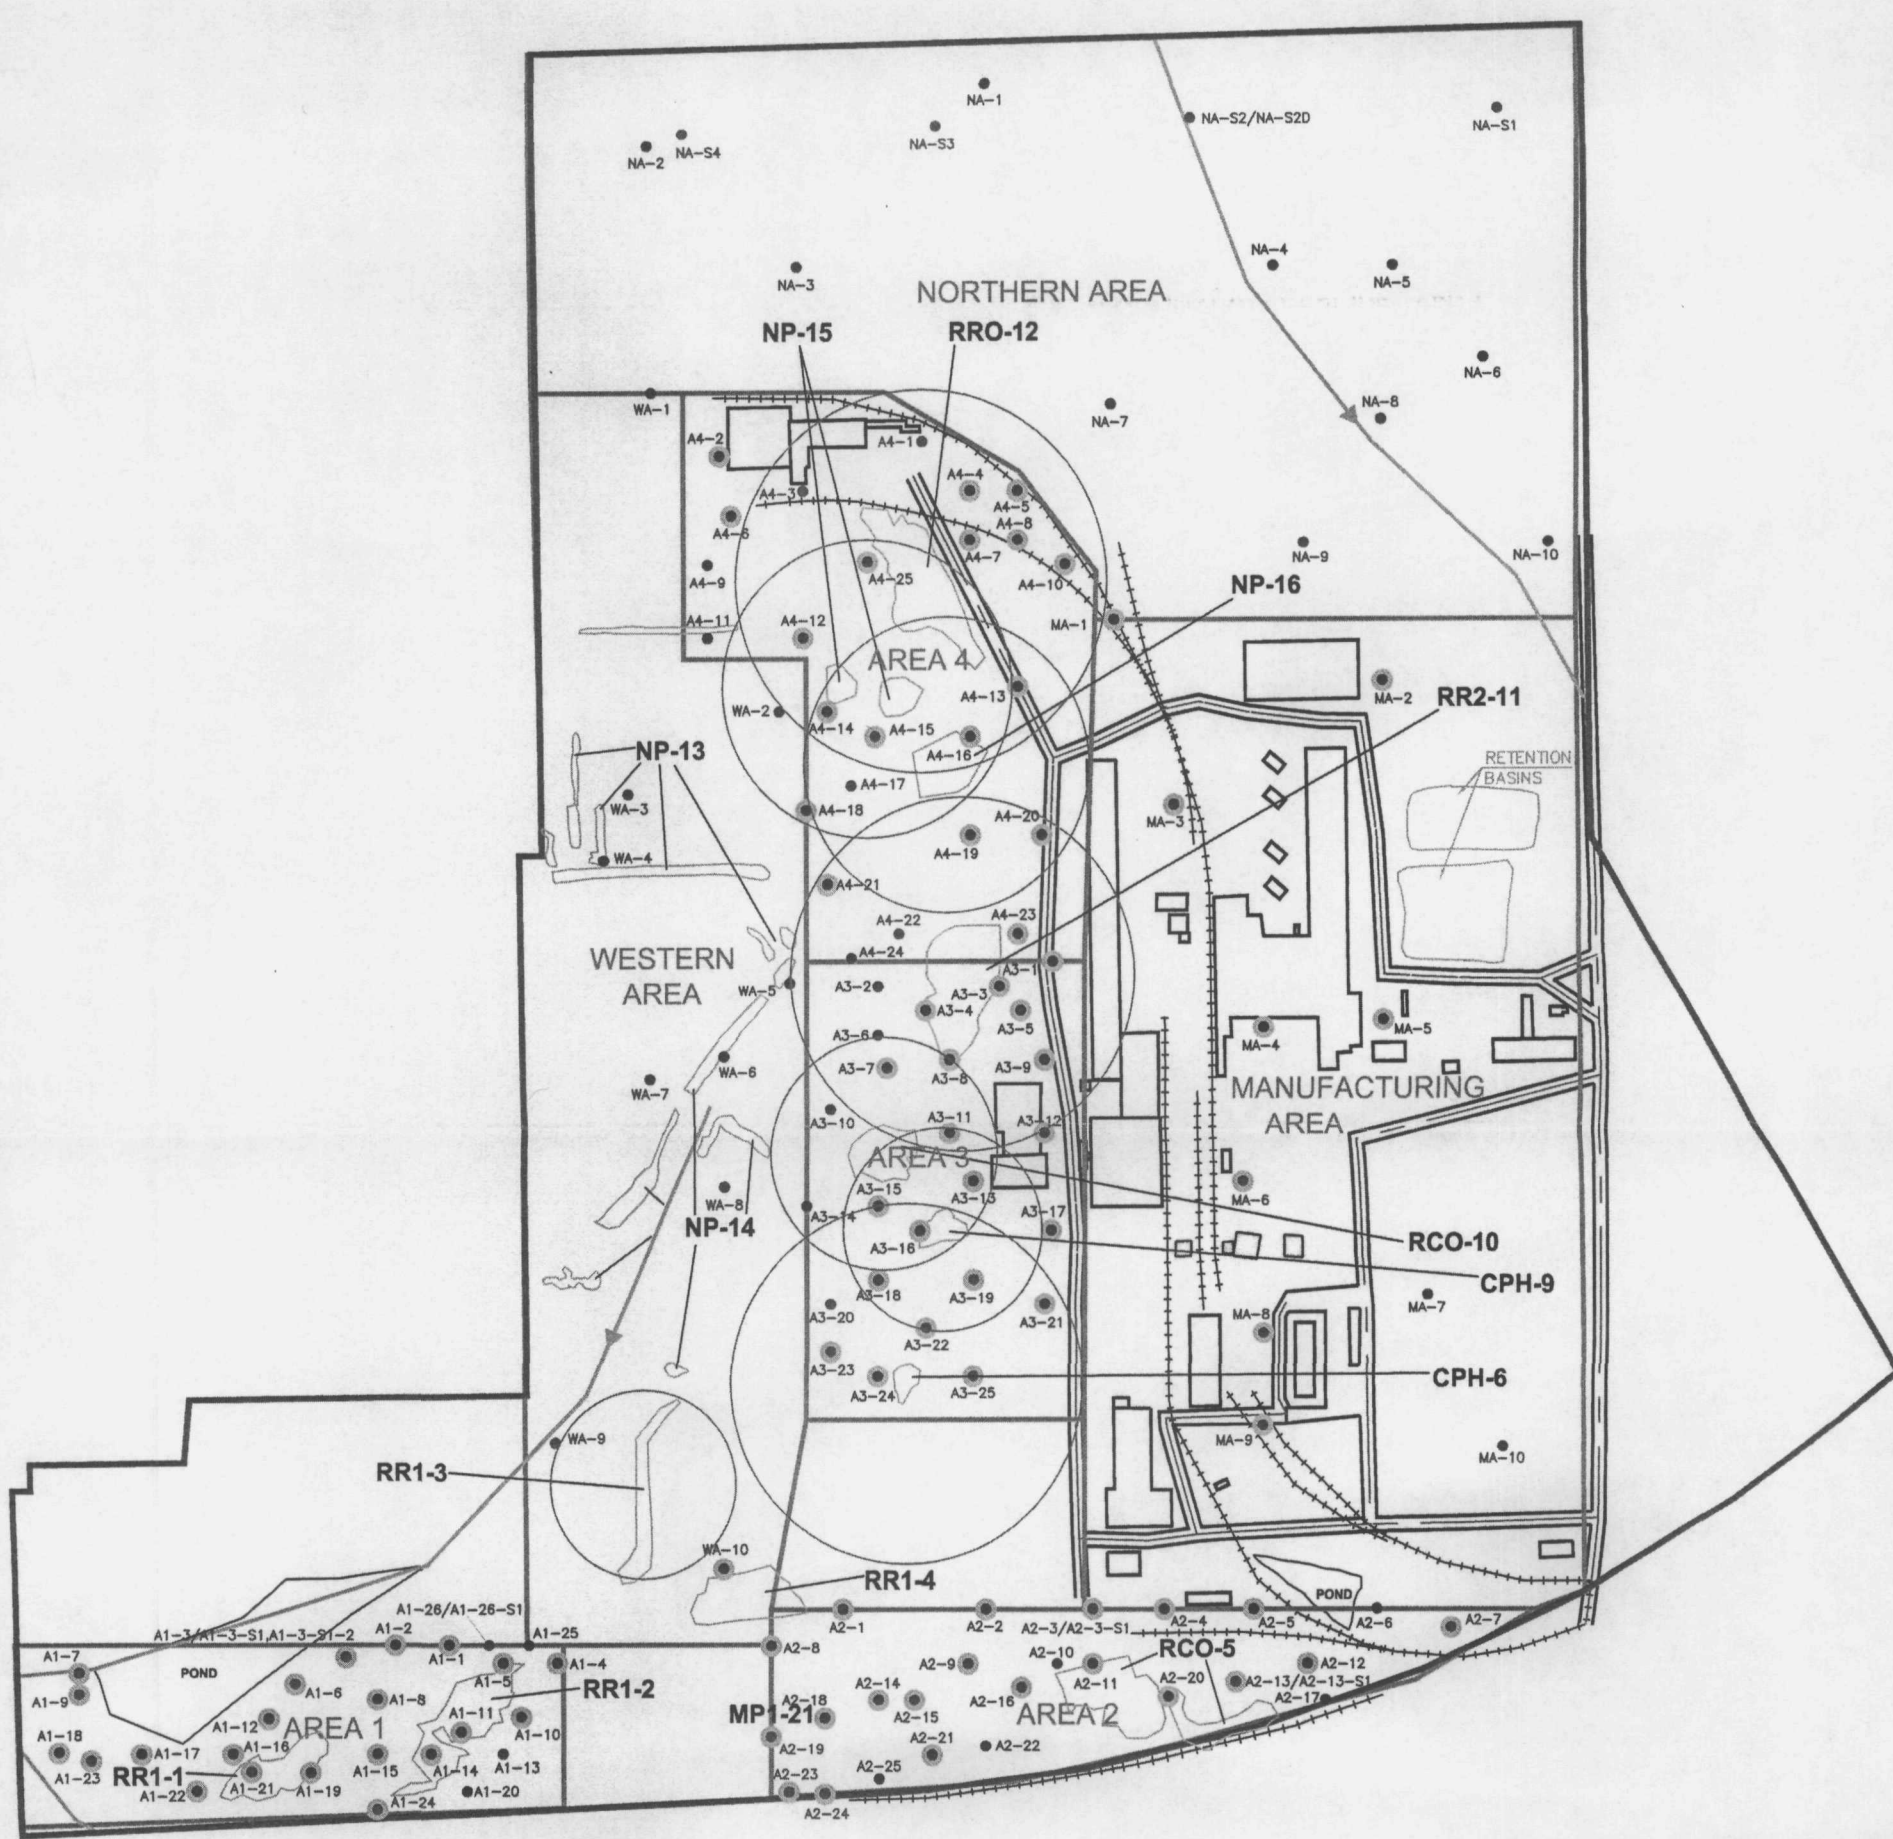 NA-1
NA-S3
NA-S2/NA-S2D
NA-S1
NA-2
NA-S4
NA-4
NA-5
NA-3
NORTHERN AREA
NP-15
RRO-12
NA-6
WA-1
NA-7
NA-8
A4-2
A4-1
A4-3
A4-4
A4-5
A4-6
A4-8
A4-7
NA-9
NA-10
A4-9
A4-25
A4-10
NP-16
A4-11
A4-12
MA-1
AREA 4
A4-13
MA-2
RR2-11
WA-2
A4-14
A4-15
A4-16
NP-13
RETENTION
BASINS
A4-17
WA-3
A4-18
MA-3
A4-20
A4-19
WA-4
A4-21
A4-22
A4-23
WESTERN
AREA
A4-24
A3-1
WA-5
A3-2
A3-3
A3-4
A3-5
MA-5
A3-6
MA-4
WA-6
A3-7
A3-8
A3-9
WA-7
MANUFACTURING
AREA
A3-10
A3-11
A3-12
AREA 3
WA-8
A3-15
A3-13
MA-6
NP-14
A3-14
A3-17
A3-16
RCO-10
CPH-9
A3-18
A3-19
A3-20
A3-21
MA-7
MA-8
A3-22
A3-23
A3-24
A3-25
CPH-6
WA-9
MA-9
MA-10
RR1-3
WA-10
RR1-4
POND
A1-26/A1-26-S1
A1-3/A1-3-S1,A1-3-S1-2
A1-2
A1-1
A1-25
A2-1
A2-2
A2-3/A2-3-S1
A2-4
A2-5
A2-6
A2-7
A1-7
POND
A2-8
RCO-5
A1-9
A1-6
A1-8
A1-5
A1-4
RR1-2
A2-9
A2-10
A2-11
A2-12
A2-13/A2-13-S1
A2-14
A2-15
A2-16
A2-20
A2-17
A1-18
A1-12
AREA 1
A1-11
A1-10
MP1-21
A2-18
AREA 2
A1-17
A1-16
A1-15
A1-14
A1-13
A2-19
A2-21
A2-22
A1-23
RR1-1
A1-21
A1-19
A1-22
A1-20
A2-25
A2-23
A1-24
A2-24